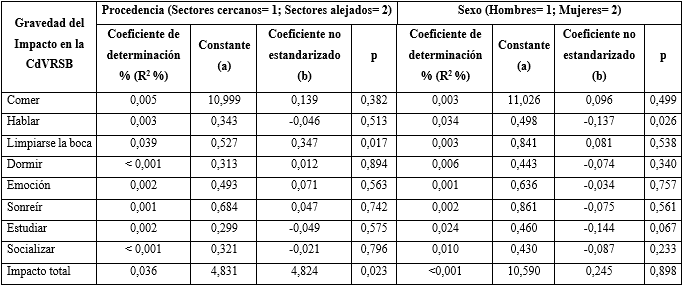 Gravedad del Impacto en la CdVRSB | Procedencia (Sectores cercanos= 1; Sectores alejados= 2) | Sexo (Hombres= 1; Mujeres= 2)
Coeficiente de determinación % (R² %) | Constante (a) | Coeficiente no estandarizado (b) | p | Coeficiente de determinación % (R² %) | Constante (a) | Coeficiente no estandarizado (b) | p
Comer | 0,005 | 10,999 | 0,139 | 0,382 | 0,003 | 11,026 | 0,096 | 0,499
Hablar | 0,003 | 0,343 | -0,046 | 0,513 | 0,034 | 0,498 | -0,137 | 0,026
Limpiarse la boca | 0,039 | 0,527 | 0,347 | 0,017 | 0,003 | 0,841 | 0,081 | 0,538
Dormir | < 0,001 | 0,313 | 0,012 | 0,894 | 0,006 | 0,443 | -0,074 | 0,340
Emoción | 0,002 | 0,493 | 0,071 | 0,563 | 0,001 | 0,636 | -0,034 | 0,757
Sonreír | 0,001 | 0,684 | 0,047 | 0,742 | 0,002 | 0,861 | -0,075 | 0,561
Estudiar | 0,002 | 0,299 | -0,049 | 0,575 | 0,024 | 0,460 | -0,144 | 0,067
Socializar | < 0,001 | 0,321 | -0,021 | 0,796 | 0,010 | 0,430 | -0,087 | 0,233
Impacto total | 0,036 | 4,831 | 4,824 | 0,023 | <0,001 | 10,590 | 0,245 | 0,898